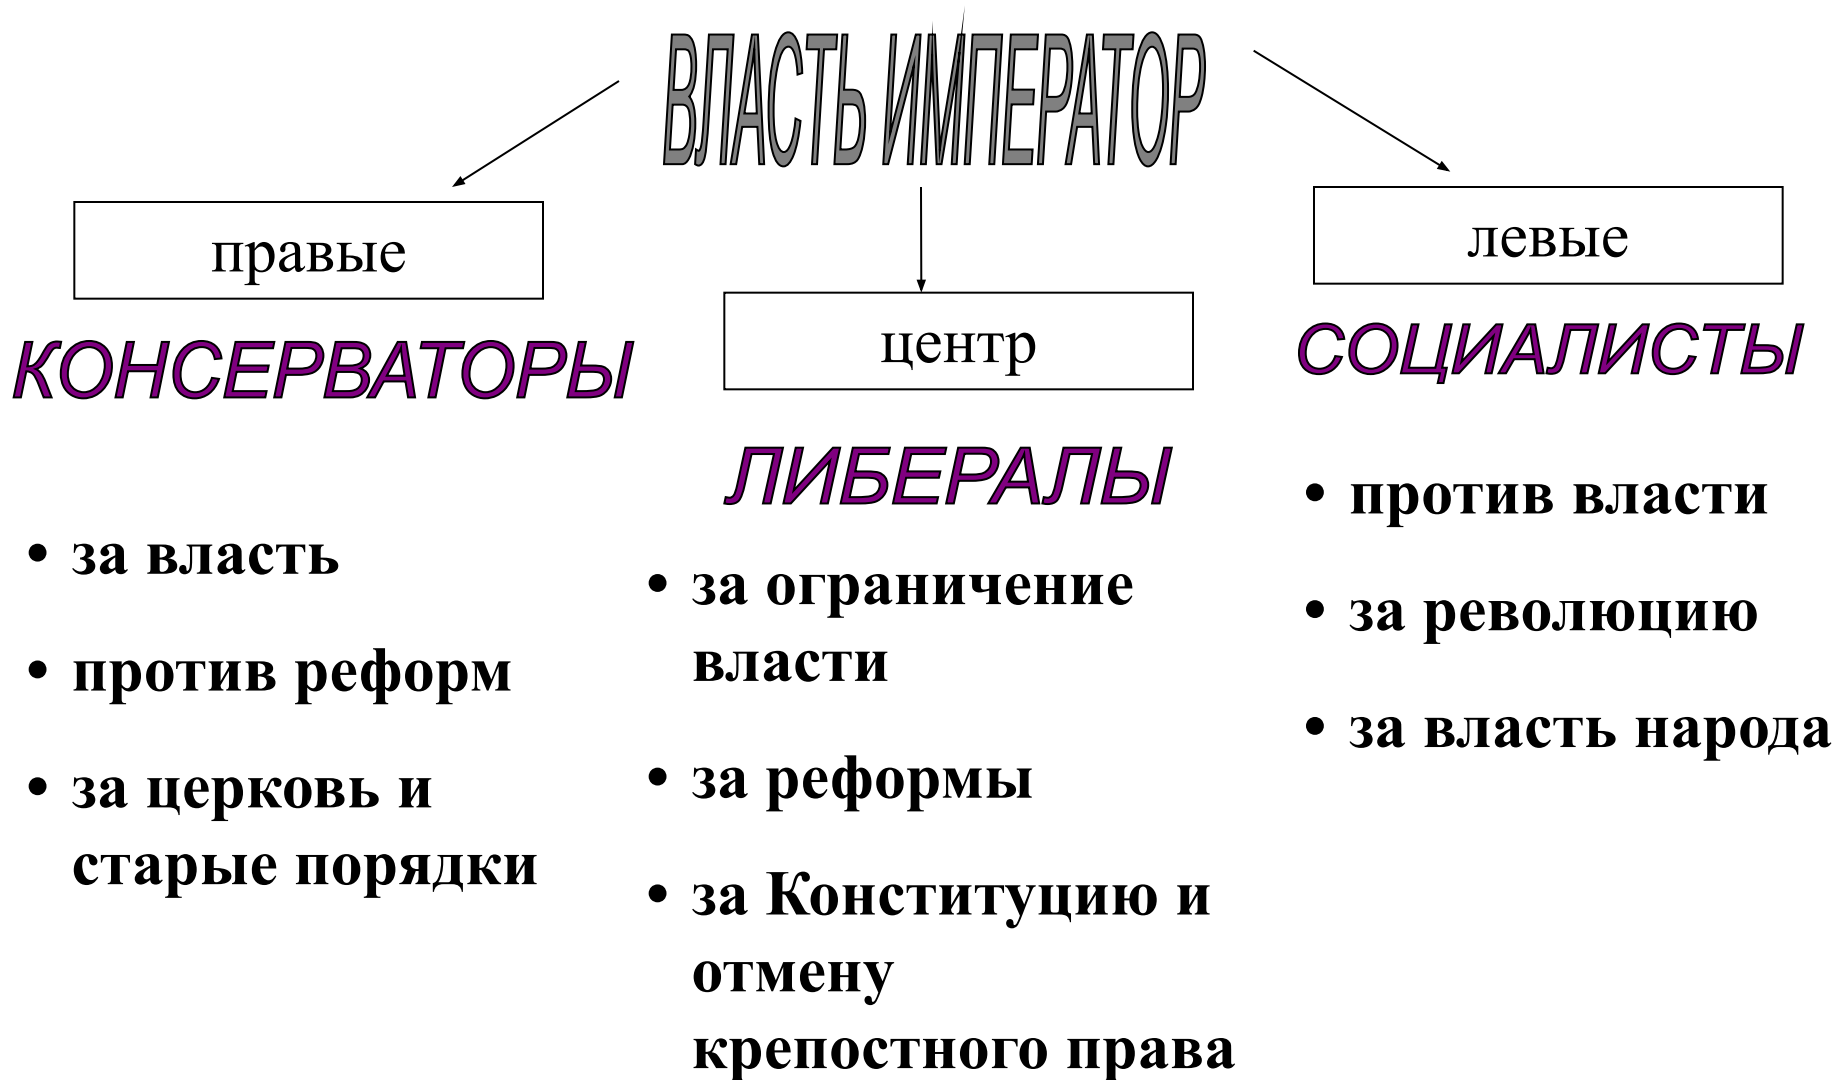 ВЛАСТЬ ИМПЕРАТОР
правые
КОНСЕРВАТОРЫ
• за власть
• против реформ
• за церковь и
старые порядки
центр
ЛИБЕРАЛЫ
• за ограничение
власти
• за реформы
• за Конституцию и
отмену
крепостного права
левые
СОЦИАЛИСТЫ
• против власти
• за революцию
• за власть народа